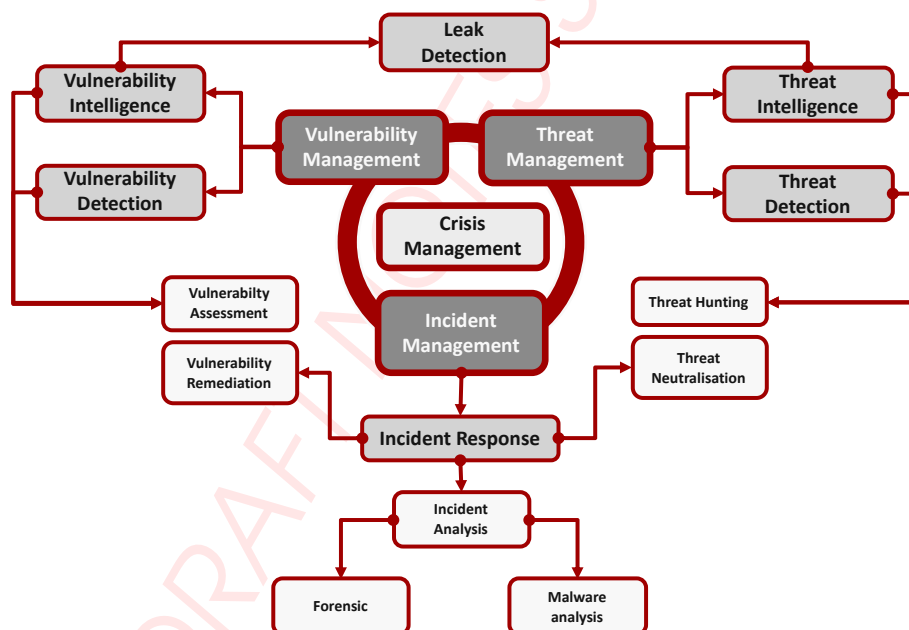 Leak
Detection
Vulnerability
Intelligence
Threat
Intelligence
Vulnerability
Management
Threat
Management
Vulnerability
Detection
Threat
Detection
Crisis
Management
Vulnerabilty
Assessment
Threat Hunting
Incident
Management
Vulnerability
Remediation
Threat
Neutralisation
Incident Response
Incident
Analysis
Forensic
Malware
analysis
DRAFT